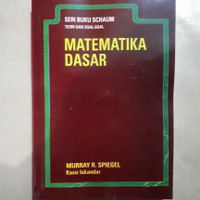 SERI BUKU SCHAUM
TEORI DAN SOAL-SOAL
MATEMATIKA
DASAR
MURRAY R. SPIEGEL
Kasir Iskandar